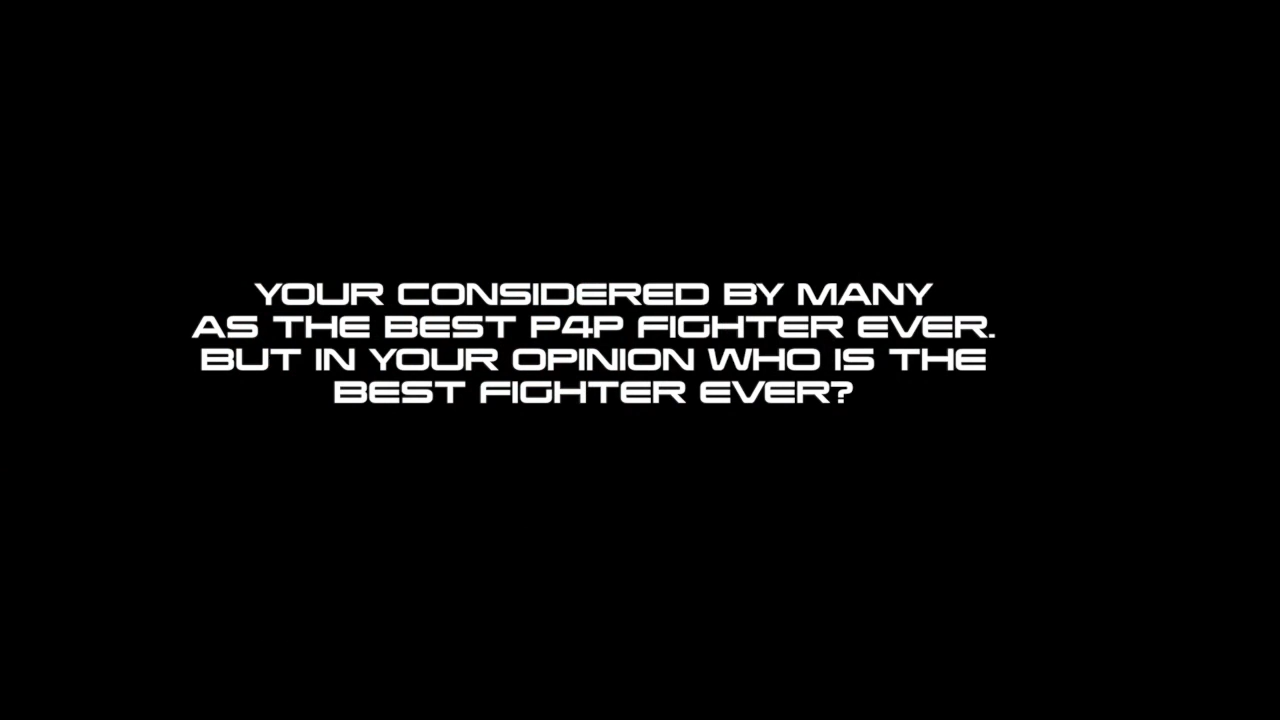 YOUR CONSIDERED BY MANY
AS THE BEST P4P FIGHTER EVER.
BUT IN YOUR OPINION WHO IS THE
BEST FIGHTER EVER?